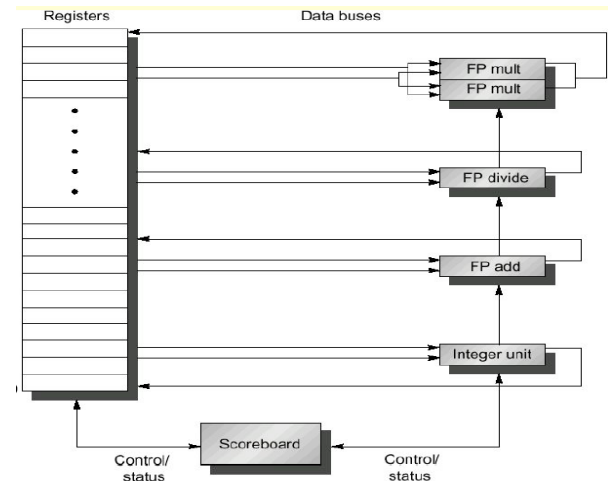 Registers
Data buses
FP mult
FP mult
FP divide
FP add
Integer unit
Scoreboard
Control/
status
Control/
status